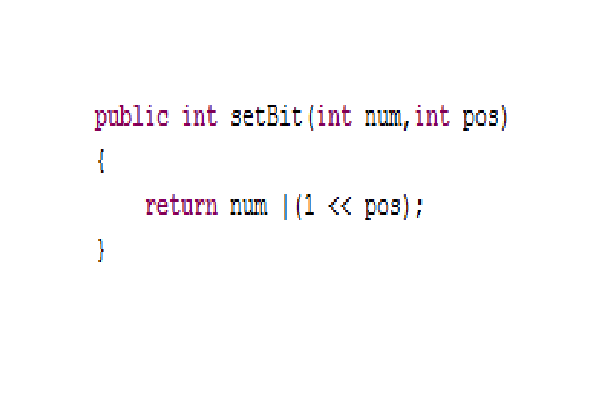 public int setBit(int num,int pos)
{
return num |(1 << pos);
}